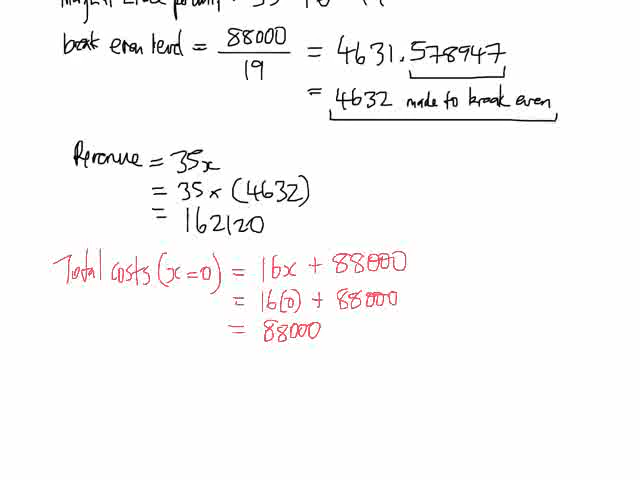 break even level = 88000 / 19 = 4631.578947
= 4632 made to break even
Revenue = 35x
= 35 x (4632)
= 162120
Total costs (x=0) = 16x + 88000
= 16(0) + 88000
= 88000